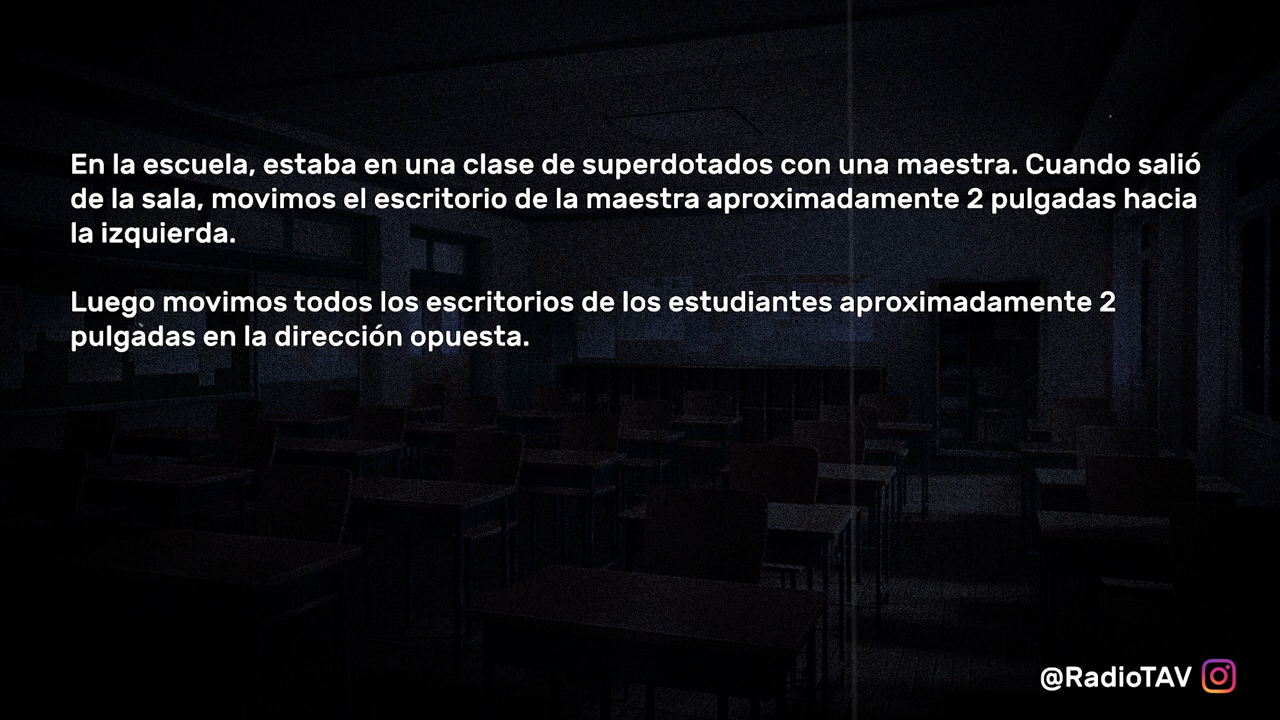 En la escuela, estaba en una clase de superdotados con una maestra. Cuando salió
de la sala, movimos el escritorio de la maestra aproximadamente 2 pulgadas hacia
la izquierda.
Luego movimos todos los escritorios de los estudiantes aproximadamente 2
pulgadas en la dirección opuesta.
@RadioTAV